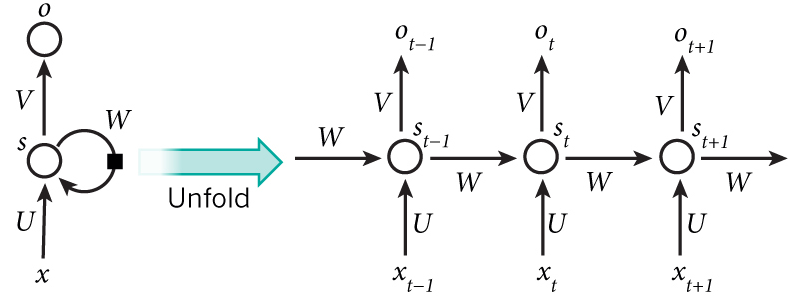 o
V
s
W
U
x
Unfold
o_{t-1} o_t o_{t+1}
V V V
W s_{t-1} s_t s_{t+1}
W W W
U U U
x_{t-1} x_t x_{t+1}